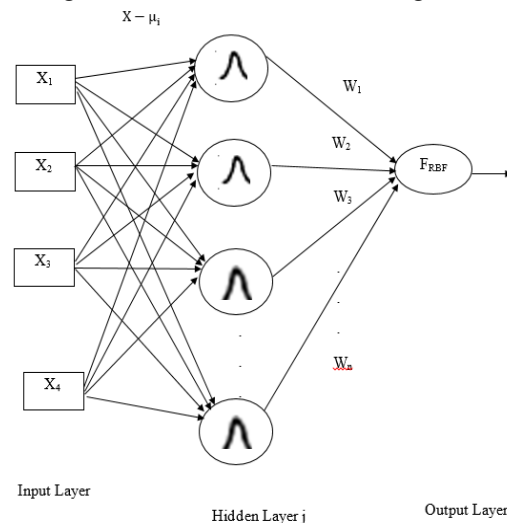 X − μi
X1
X2
X3
X4
W1
W2
W3
Wn
FRBF
Input Layer
Hidden Layer j
Output Layer